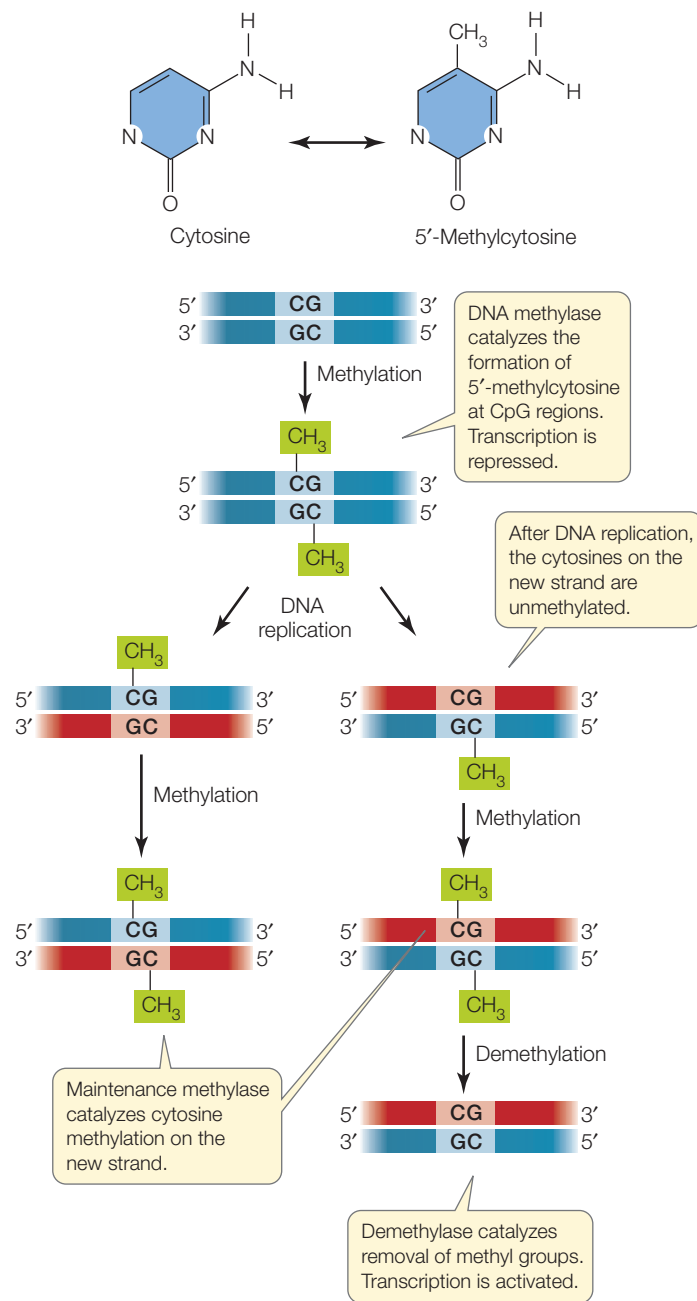 H
CH₃
H
N
H
N
H
N
N
N
N
O
O
Cytosine
5′-Methylcytosine
5′ CG 3′
3′ GC 5′
Methylation
DNA methylase
catalyzes the
formation of
5′-methylcytosine
at CpG regions.
Transcription is
repressed.
CH₃
5′ CG 3′
3′ GC 5′
CH₃
After DNA replication,
the cytosines on the
new strand are
unmethylated.
DNA
replication
CH₃
5′ CG 3′
3′ GC 5′
5′ CG 3′
3′ GC 5′
CH₃
Methylation
Methylation
CH₃
5′ CG 3′
3′ GC 5′
CH₃
CH₃
5′ CG 3′
3′ GC 5′
CH₃
Maintenance methylase
catalyzes cytosine
methylation on the
new strand.
Demethylation
5′ CG 3′
3′ GC 5′
Demethylase catalyzes
removal of methyl groups.
Transcription is activated.